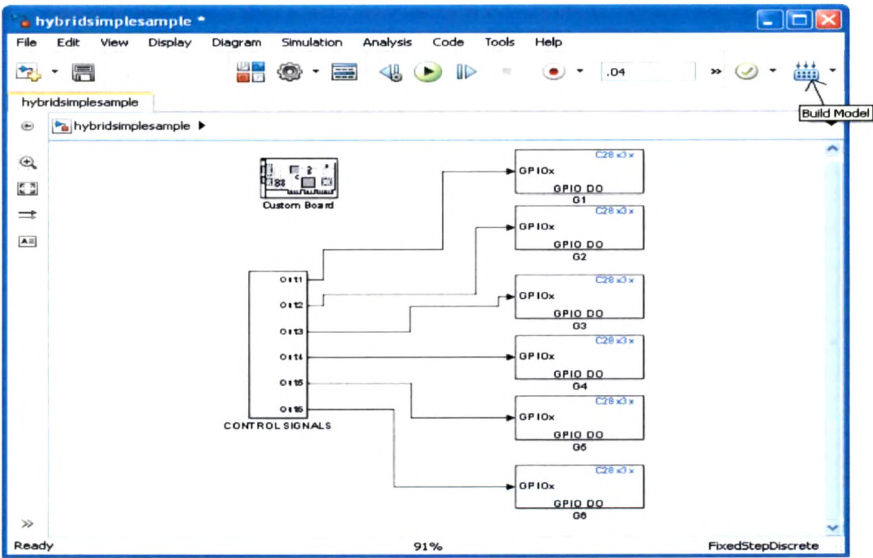 hybridsimplesample *
File Edit View Display Diagram Simulation Analysis Code Tools Help
.04 »
hybridsimplesample
Build Model
hybridsimplesample
Custom Board
C28x3x
GPIOx
GPIO DO
G1
C28x3x
GPIOx
GPIO DO
G2
C28x3x
GPIOx
GPIO DO
G3
C28x3x
GPIOx
GPIO DO
G4
C28x3x
GPIOx
GPIO DO
G5
C28x3x
GPIOx
GPIO DO
G6
Out1
Out2
Out3
Out4
Out5
Out6
CONTROL SIGNALS
»
Ready 91% FixedStepDiscrete